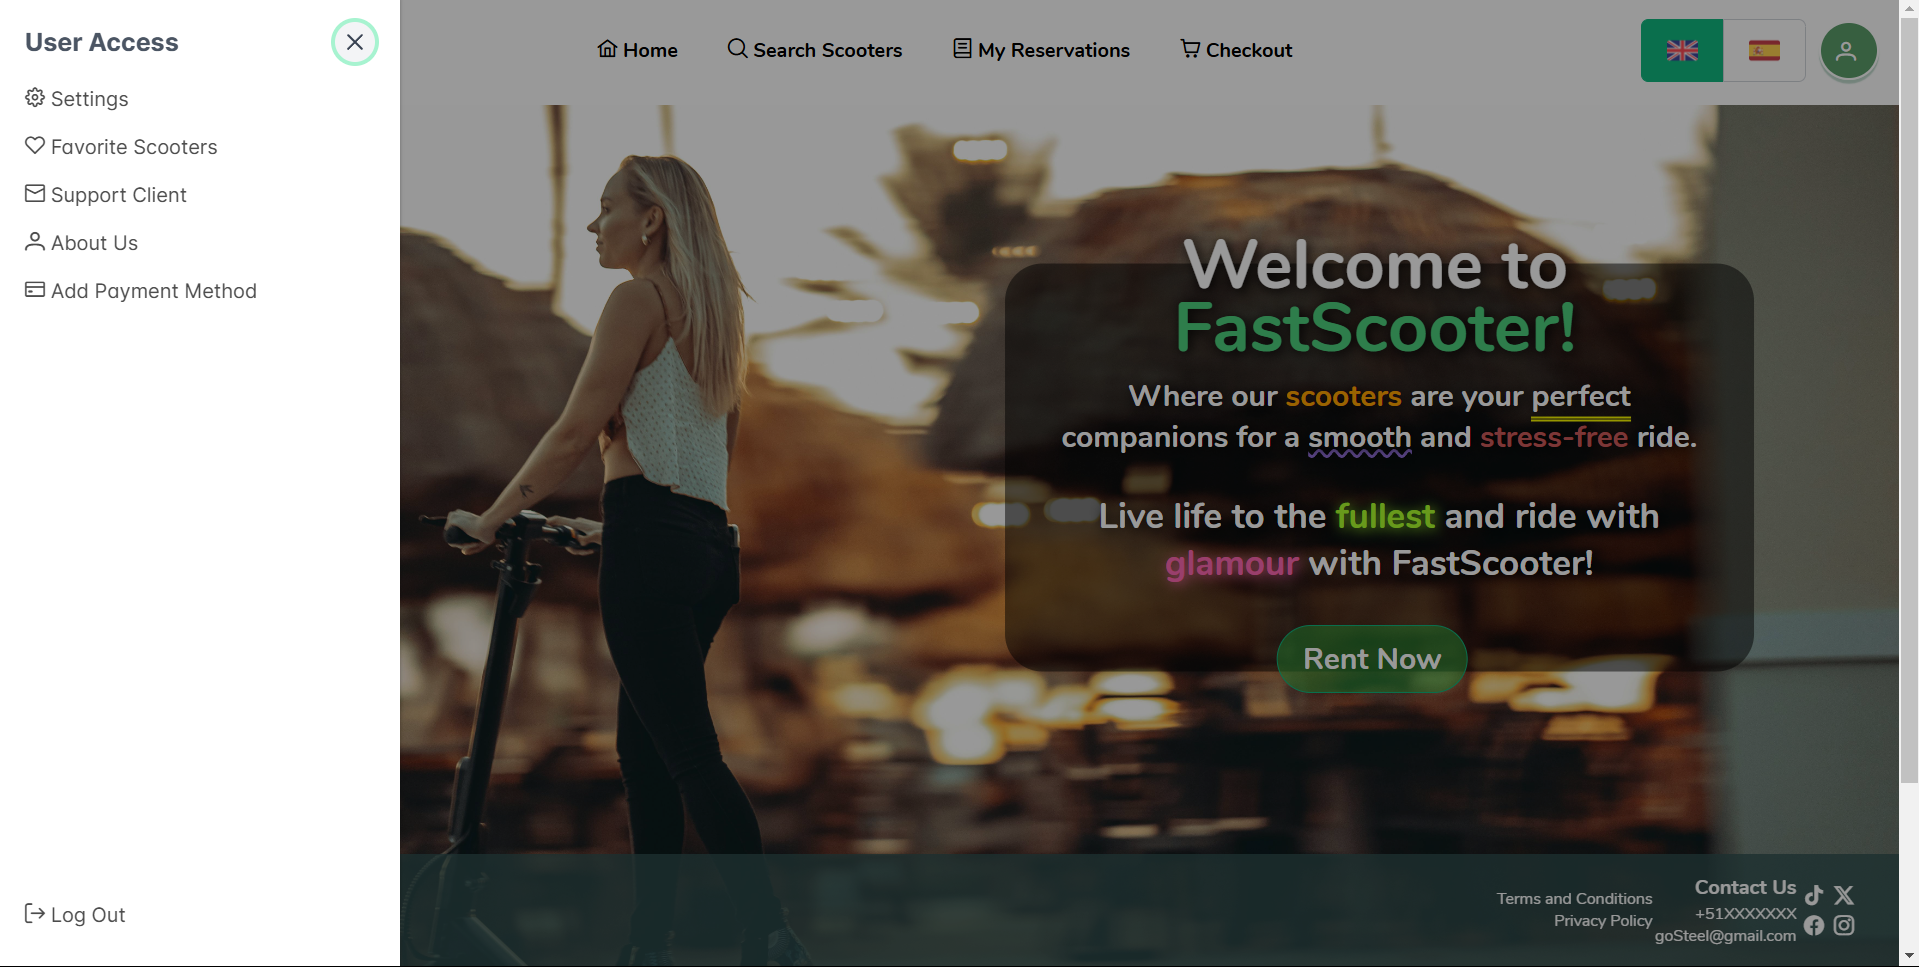 User Access
Settings
Favorite Scooters
Support Client
About Us
Add Payment Method
Log Out
Home
Search Scooters
My Reservations
Checkout
Welcome to
FastScooter!
Where our scooters are your perfect
companions for a smooth and stress-free ride.
Live life to the fullest and ride with
glamour with FastScooter!
Rent Now
Terms and Conditions
Privacy Policy
Contact Us
+51XXXXXXX
goSteel@gmail.com